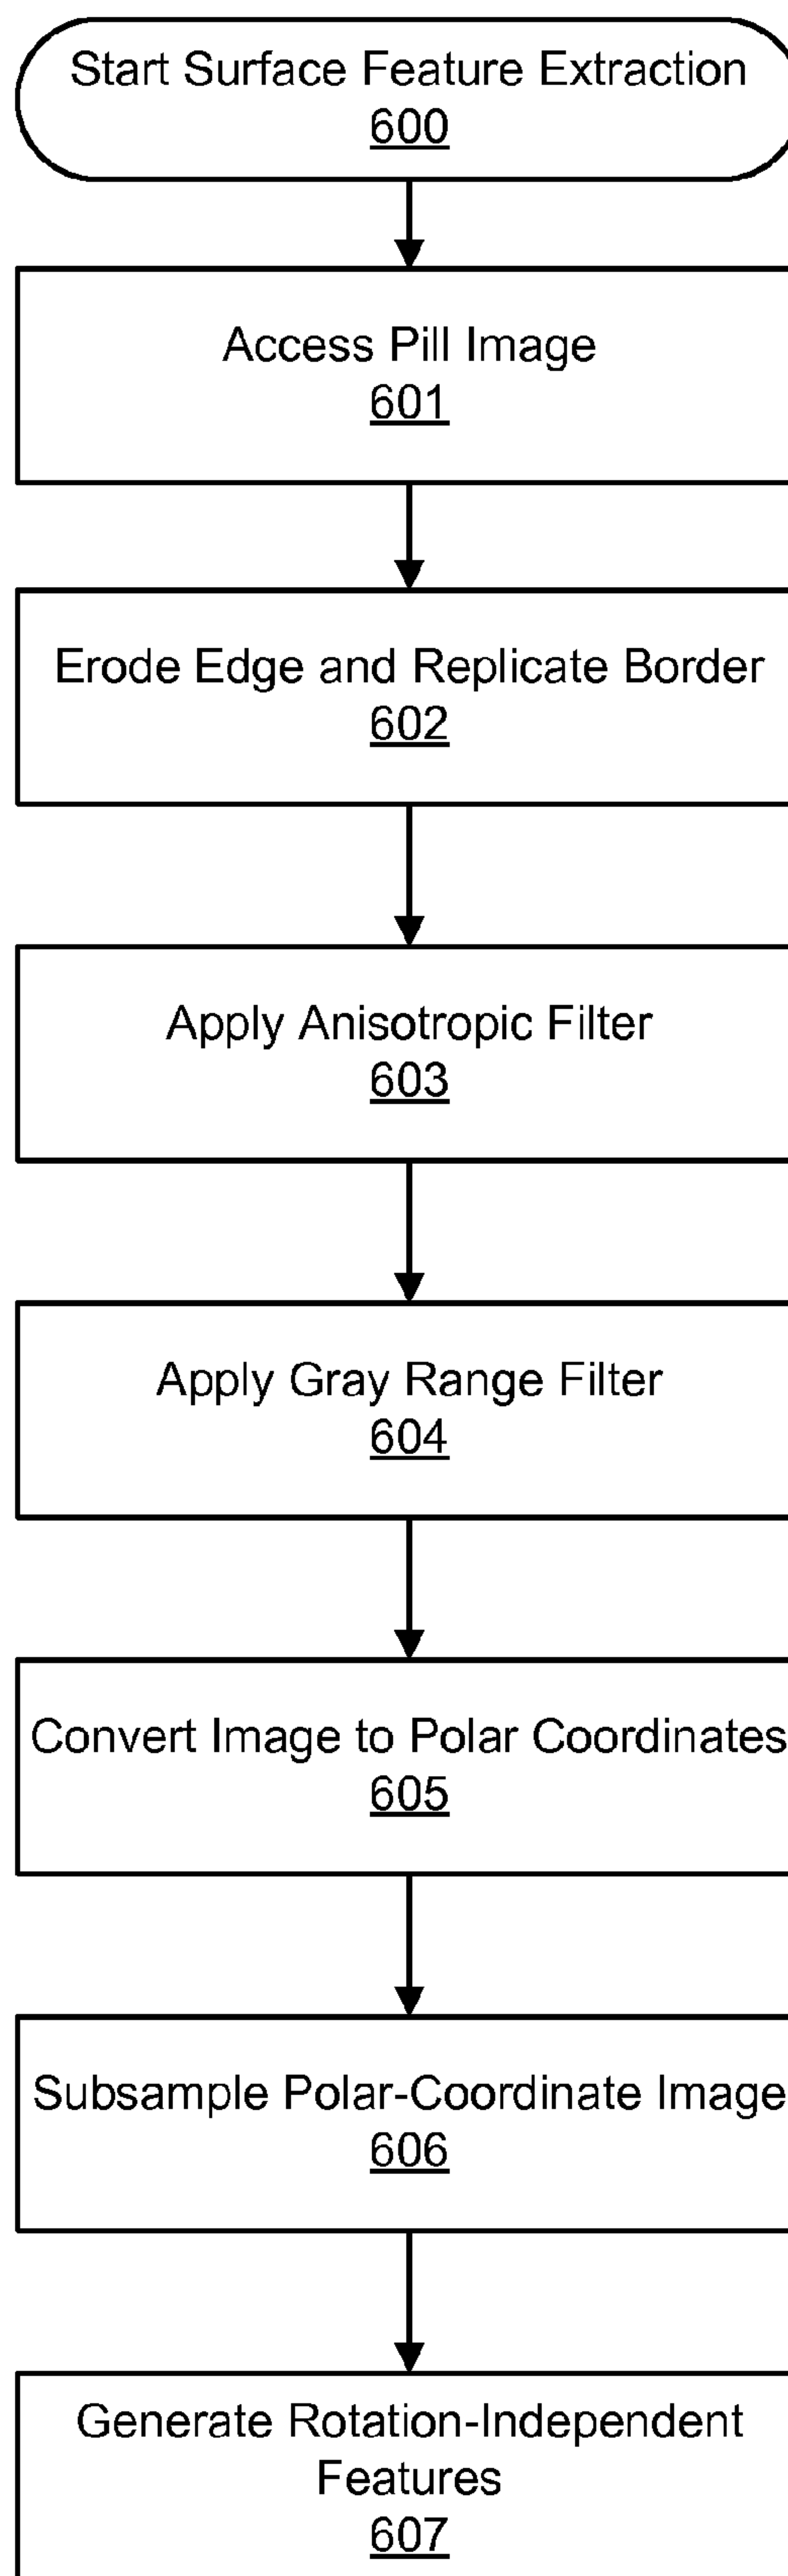 Start Surface Feature Extraction
600
Access Pill Image
601
Erode Edge and Replicate Border
602
Apply Anisotropic Filter
603
Apply Gray Range Filter
604
Convert Image to Polar Coordinates
605
Subsample Polar-Coordinate Image
606
Generate Rotation-Independent
Features
607